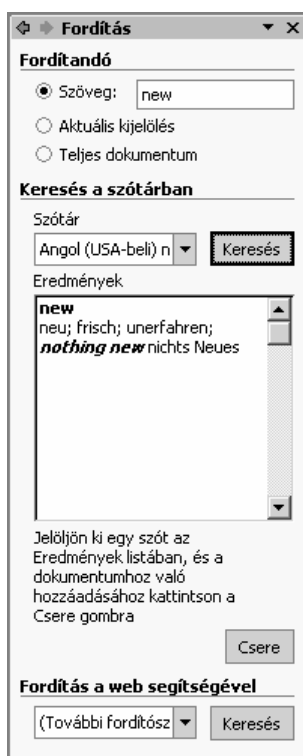 Fordítás
Fordítandó
Szöveg: new
Aktuális kijelölés
Teljes dokumentum
Keresés a szótárban
Szótár
Angol (USA-beli) n Keresés
Eredmények
new
neu; frisch; unerfahren;
nothing new nichts Neues
Jelöljön ki egy szót az
Eredmények listában, és a
dokumentumhoz való
hozzáadásához kattintson a
Csere gombra
Csere
Fordítás a web segítségével
(További fordítósz Keresés